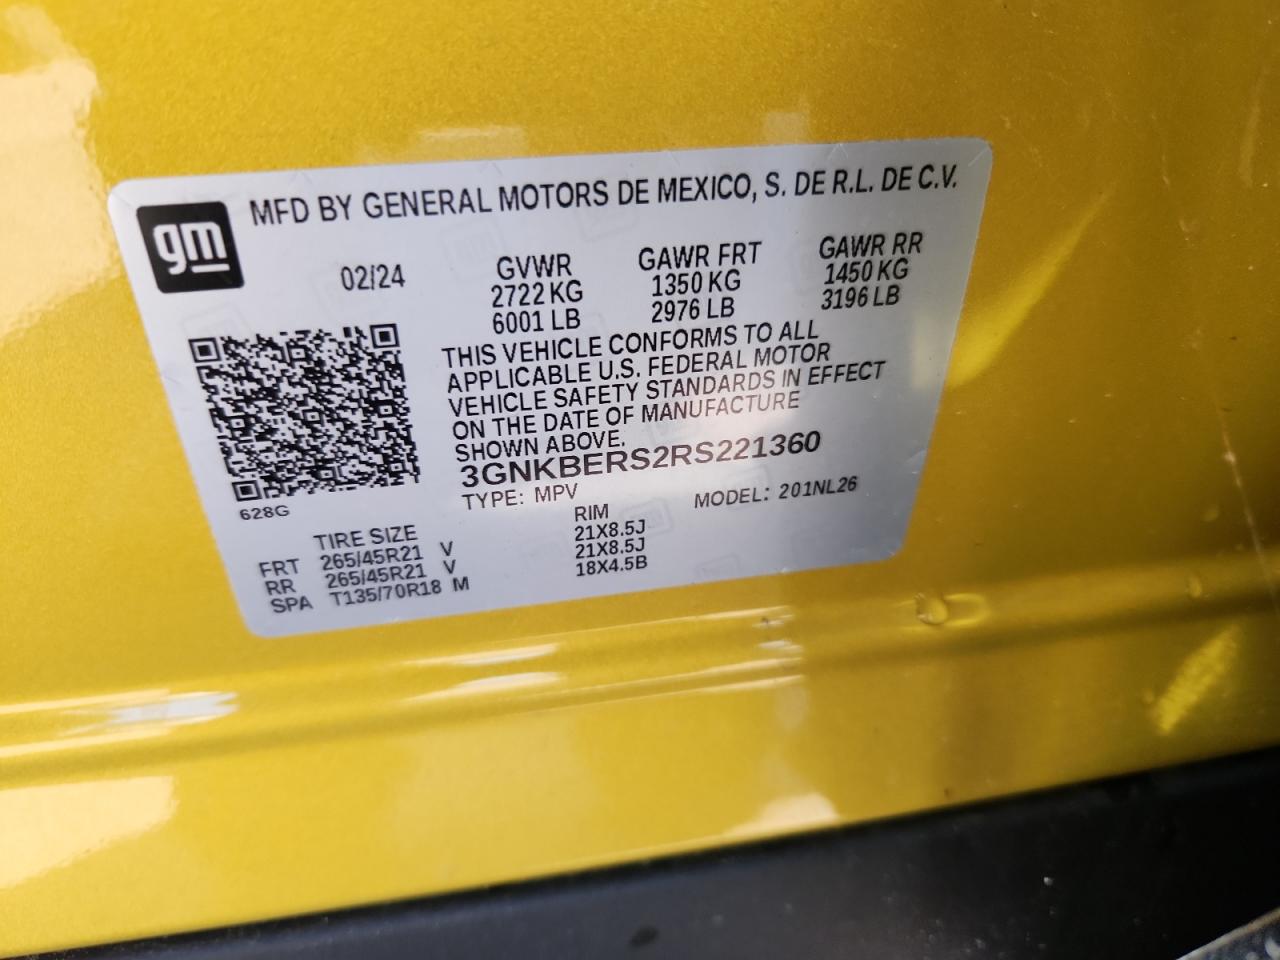 gm
MFD BY GENERAL MOTORS DE MEXICO, S. DE R.L. DE C.V.
02/24 GVWR GAWR FRT GAWR RR
2722 KG 1350 KG 1450 KG
6001 LB 2976 LB 3196 LB
THIS VEHICLE CONFORMS TO ALL
APPLICABLE U.S. FEDERAL MOTOR
VEHICLE SAFETY STANDARDS IN EFFECT
ON THE DATE OF MANUFACTURE
SHOWN ABOVE.
3GNKBERS2RS221360
TYPE: MPV MODEL: 201NL26
628G
TIRE SIZE RIM
FRT 265/45R21 V 21X8.5J
RR 265/45R21 V 21X8.5J
SPA T135/70R18 M 18X4.5B